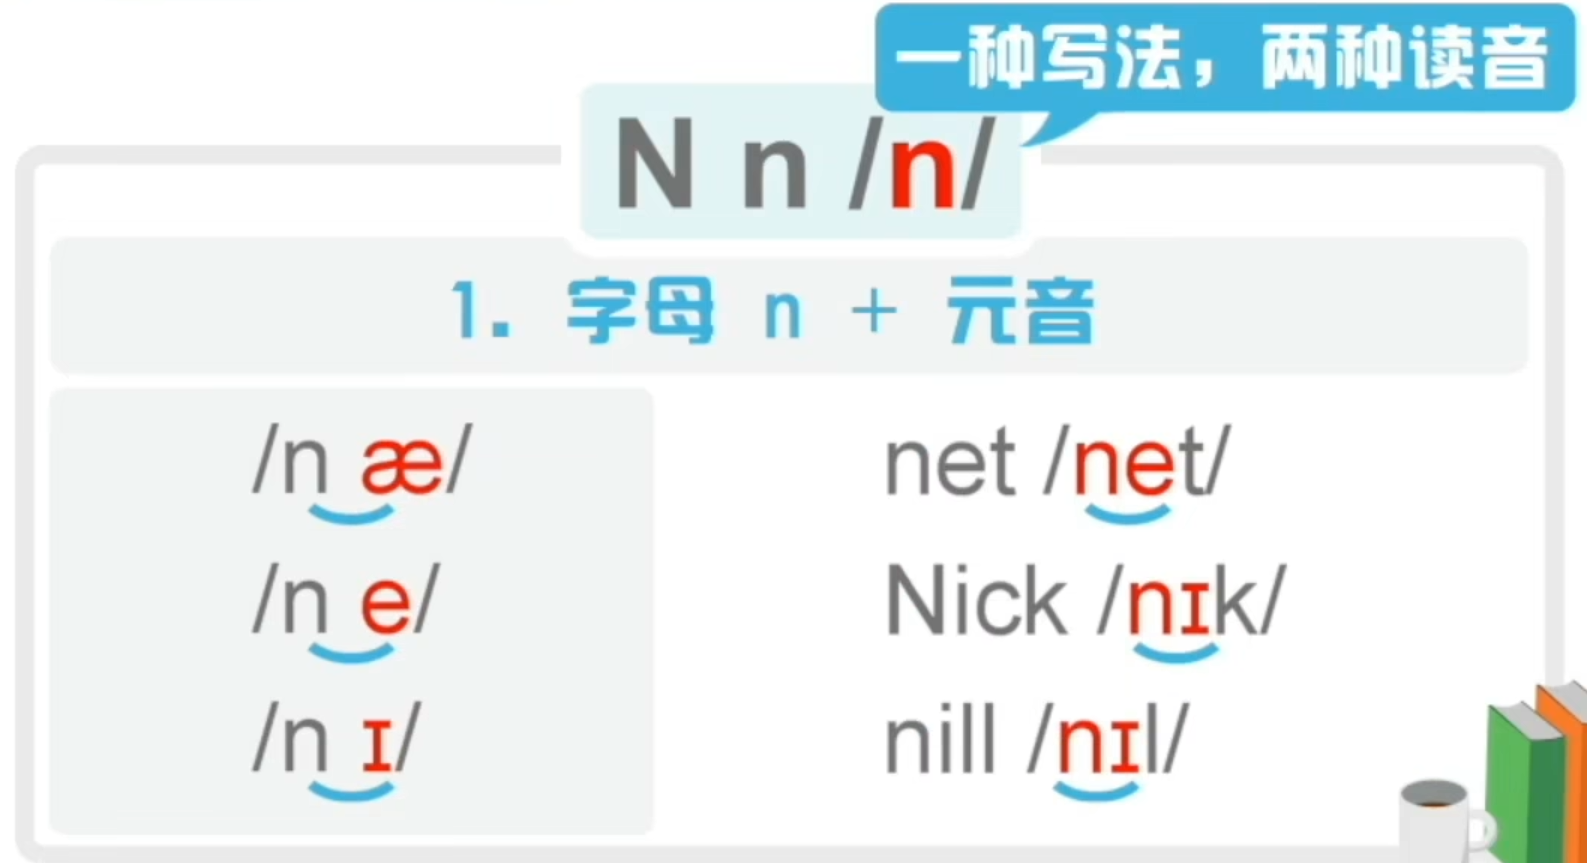 一种写法，两种读音
N n /n/
1. 字母 n + 元音
/n æ/
net /net/
/n e/
Nick /nɪk/
/n ɪ/
nill /nɪl/